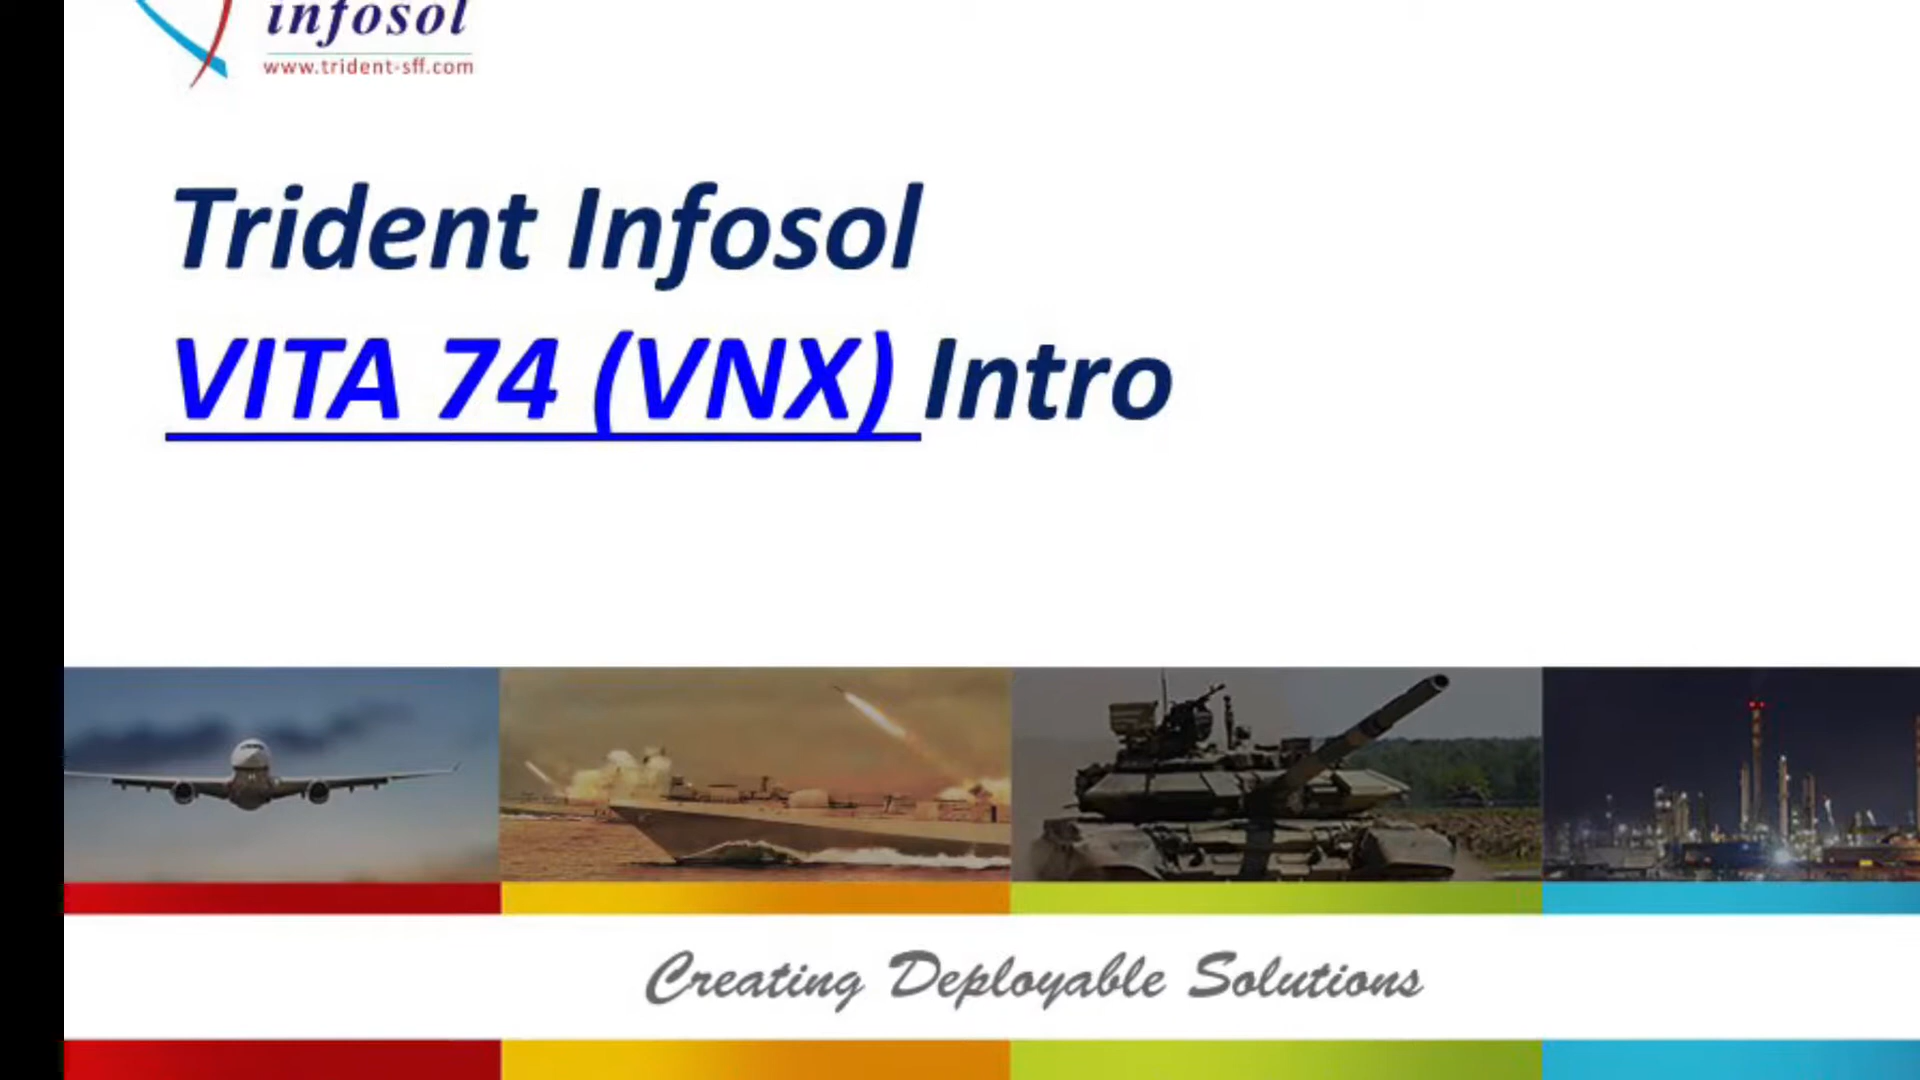 infosol
www.trident-sff.com
Trident Infosol
VITA 74 (VNX) Intro
Creating Deployable Solutions